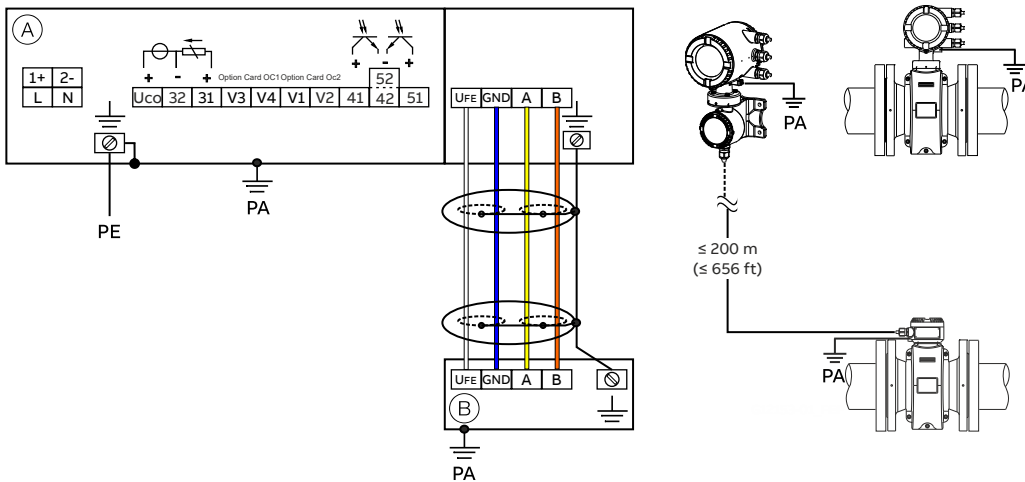 A
+ - +
Option Card OC1 Option Card Oc2
+ - +
1+ 2-
L N
52
Uco 32 31 V3 V4 V1 V2 41 42 51
UFE GND A B
PE
PA
UFE GND A B
B
PA
PA
PA
≤ 200 m
(≤ 656 ft)
PA